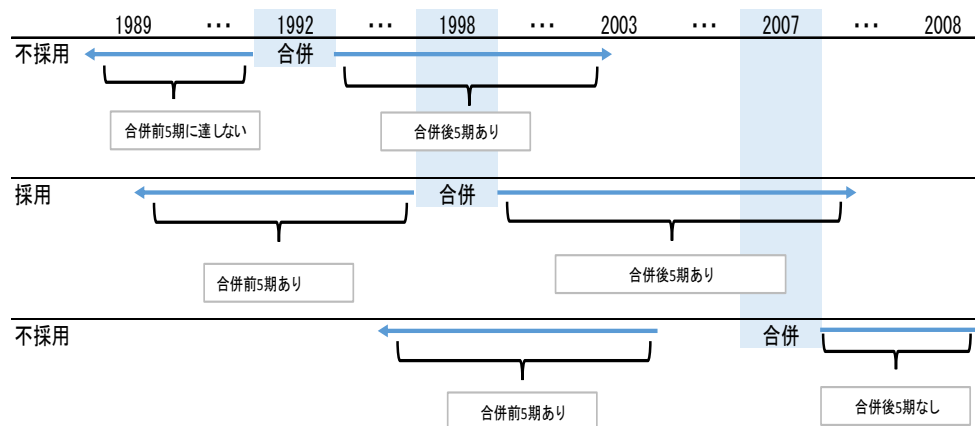 1989 … 1992 … 1998 … 2003 … 2007 … 2008
不採用 合併
合併前5期に達しない 合併後5期あり
採用 合併
合併前5期あり 合併後5期あり
不採用 合併
合併前5期あり 合併後5期なし